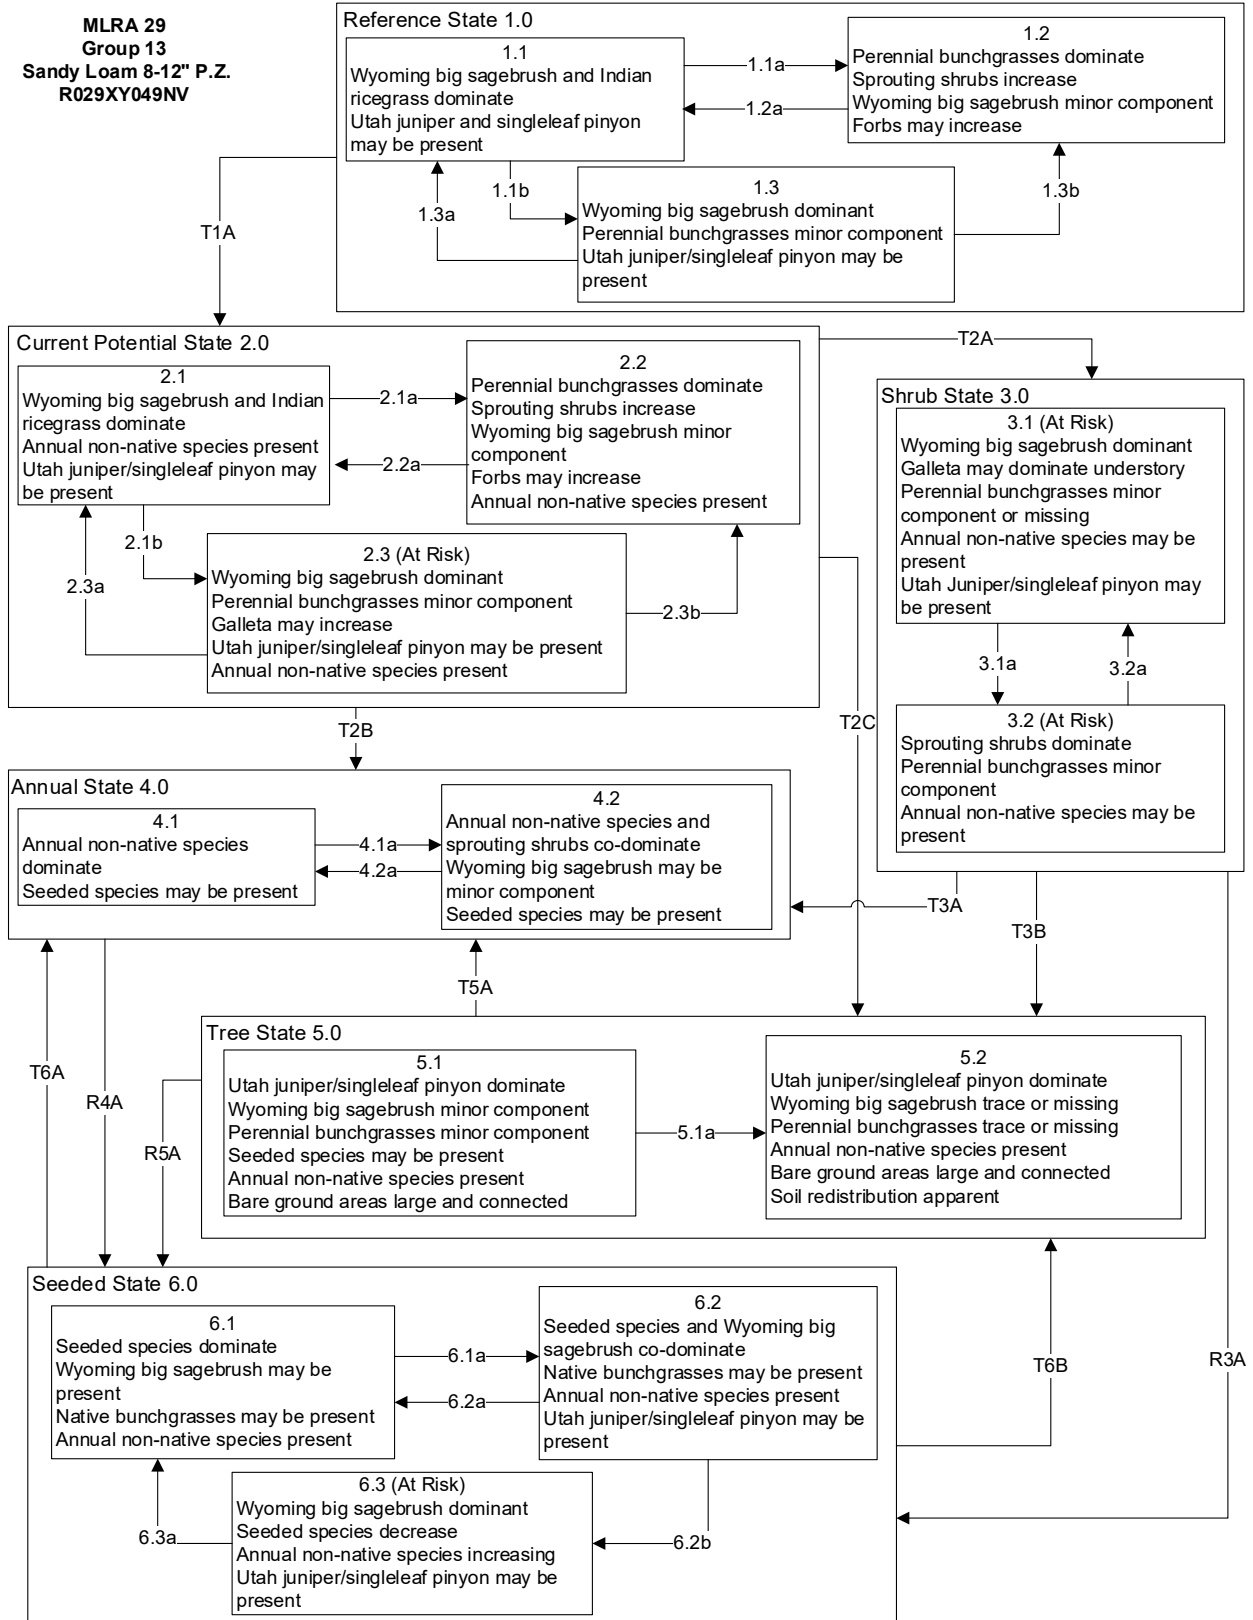 MLRA 29
Group 13
Sandy Loam 8-12" P.Z.
R029XY049NV
Reference State 1.0
1.1
Wyoming big sagebrush and Indian
ricegrass dominate
Utah juniper and singleleaf pinyon
may be present
1.1a
1.2a
1.2
Perennial bunchgrasses dominate
Sprouting shrubs increase
Wyoming big sagebrush minor component
Forbs may increase
1.1b
1.3a
1.3
Wyoming big sagebrush dominant
Perennial bunchgrasses minor component
Utah juniper/singleleaf pinyon may be
present
1.3b
T1A
Current Potential State 2.0
2.1
Wyoming big sagebrush and Indian
ricegrass dominate
Annual non-native species present
Utah juniper/singleleaf pinyon may
be present
2.1a
2.2a
2.2
Perennial bunchgrasses dominate
Sprouting shrubs increase
Wyoming big sagebrush minor
component
Forbs may increase
Annual non-native species present
2.1b
2.3a
2.3 (At Risk)
Wyoming big sagebrush dominant
Perennial bunchgrasses minor component
Galleta may increase
Utah juniper/singleleaf pinyon may be present
Annual non-native species present
2.3b
T2A
Shrub State 3.0
3.1 (At Risk)
Wyoming big sagebrush dominant
Galleta may dominate understory
Perennial bunchgrasses minor
component or missing
Annual non-native species may be
present
Utah Juniper/singleleaf pinyon may
be present
3.1a
3.2a
3.2 (At Risk)
Sprouting shrubs dominate
Perennial bunchgrasses minor
component
Annual non-native species may be
present
T2B
T2C
Annual State 4.0
4.1
Annual non-native species
dominate
Seeded species may be present
4.1a
4.2a
4.2
Annual non-native species and
sprouting shrubs co-dominate
Wyoming big sagebrush may be
minor component
Seeded species may be present
T3A
T3B
T5A
Tree State 5.0
5.1
Utah juniper/singleleaf pinyon dominate
Wyoming big sagebrush minor component
Perennial bunchgrasses minor component
Seeded species may be present
Annual non-native species present
Bare ground areas large and connected
5.1a
5.2
Utah juniper/singleleaf pinyon dominate
Wyoming big sagebrush trace or missing
Perennial bunchgrasses trace or missing
Annual non-native species present
Bare ground areas large and connected
Soil redistribution apparent
T6A
R4A
R5A
Seeded State 6.0
6.1
Seeded species dominate
Wyoming big sagebrush may be
present
Native bunchgrasses may be present
Annual non-native species present
6.1a
6.2a
6.2
Seeded species and Wyoming big
sagebrush co-dominate
Native bunchgrasses may be present
Annual non-native species present
Utah juniper/singleleaf pinyon may be
present
T6B
R3A
6.3a
6.3 (At Risk)
Wyoming big sagebrush dominant
Seeded species decrease
Annual non-native species increasing
Utah juniper/singleleaf pinyon may be
present
6.2b